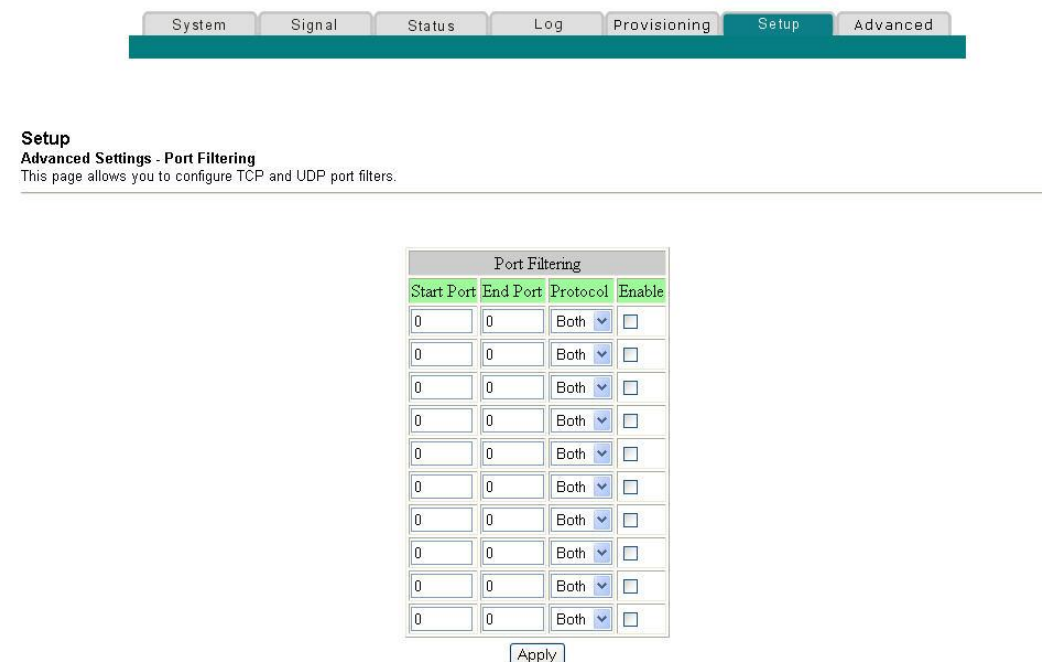 System Signal Status Log Provisioning Setup Advanced
Setup
Advanced Settings - Port Filtering
This page allows you to configure TCP and UDP port filters.
Port Filtering
Start Port End Port Protocol Enable
0 0 Both
0 0 Both
0 0 Both
0 0 Both
0 0 Both
0 0 Both
0 0 Both
0 0 Both
0 0 Both
0 0 Both
Apply